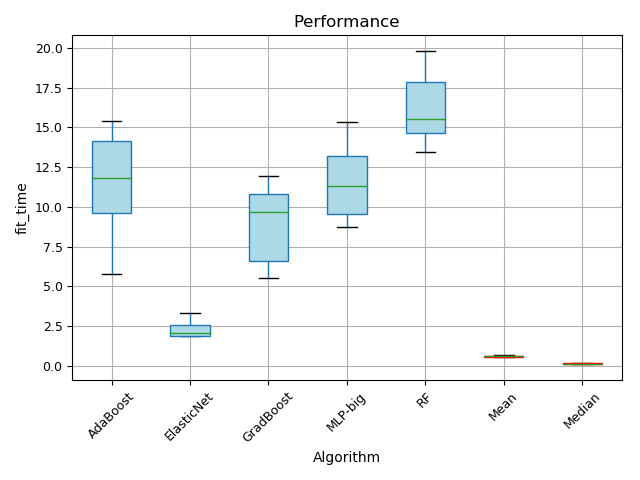 Performance
20.0
17.5
15.0
12.5
10.0
7.5
5.0
2.5
0.0
fit_time
AdaBoost
ElasticNet
GradBoost
MLP-big
RF
Mean
Median
Algorithm